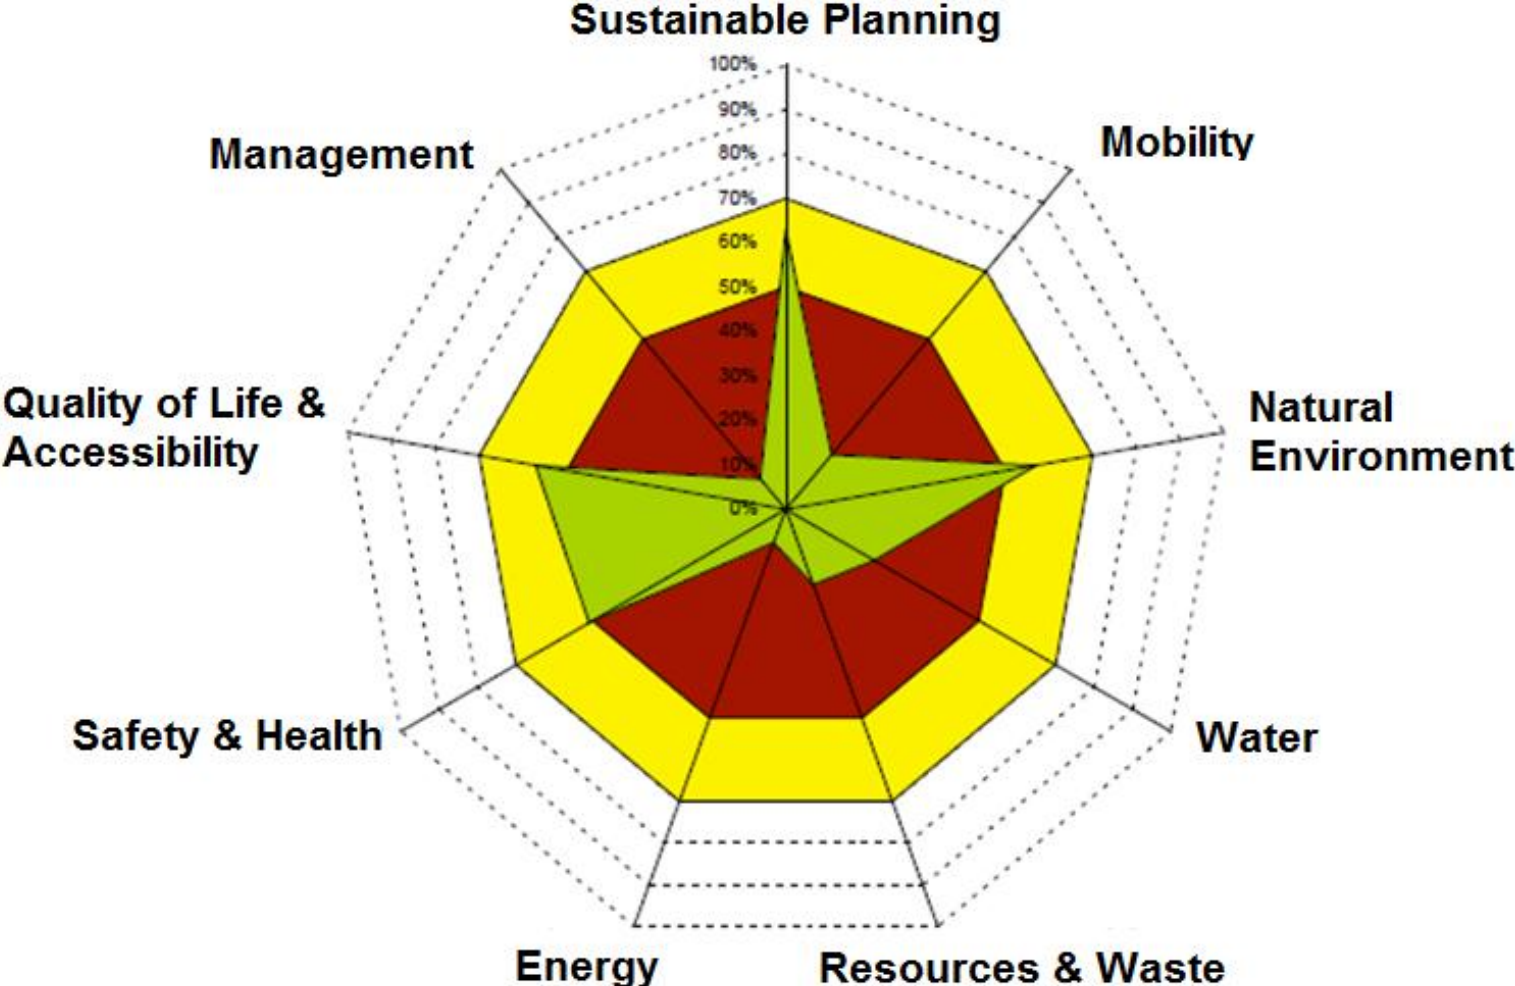 Sustainable Planning
100%
90%
80%
70%
60%
50%
40%
30%
20%
10%
0%
Management
Mobility
Quality of Life &
Accessibility
Natural
Environment
Safety & Health
Water
Energy
Resources & Waste